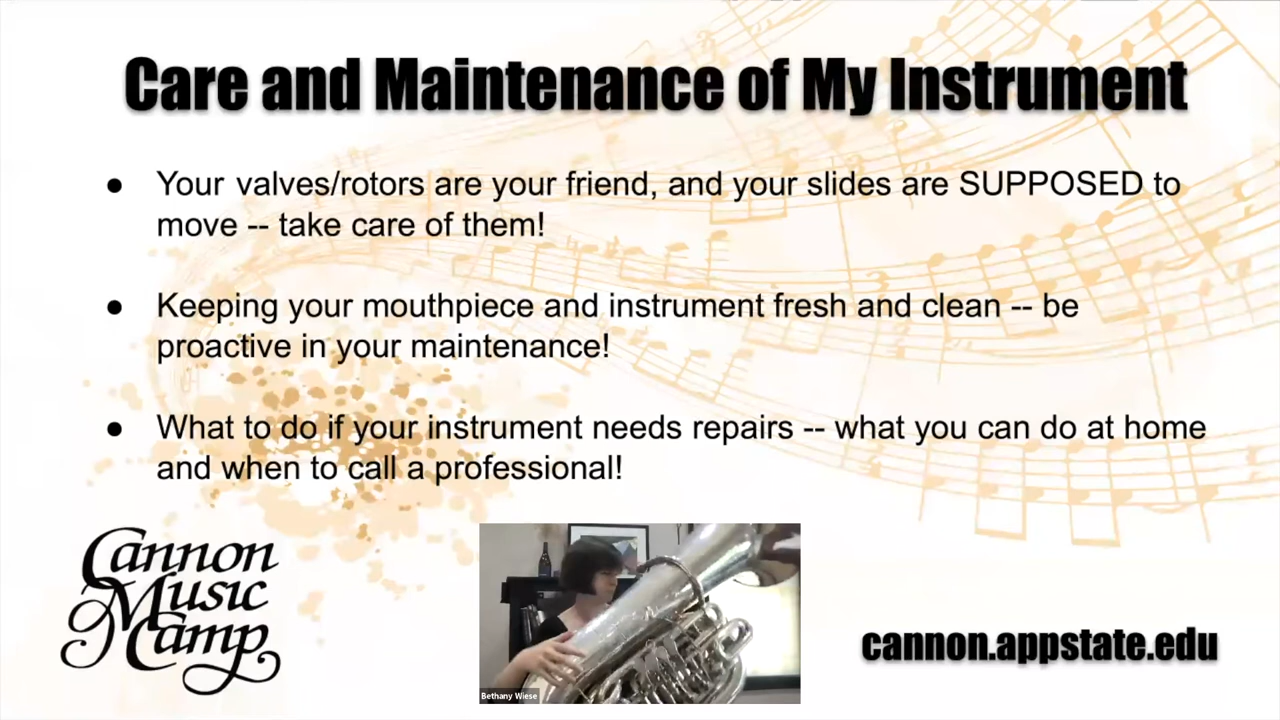 Care and Maintenance of My Instrument
● Your valves/rotors are your friend, and your slides are SUPPOSED to
move -- take care of them!
● Keeping your mouthpiece and instrument fresh and clean -- be
proactive in your maintenance!
● What to do if your instrument needs repairs -- what you can do at home
and when to call a professional!
Cannon
Music
Camp
Bethany Wiese
cannon.appstate.edu